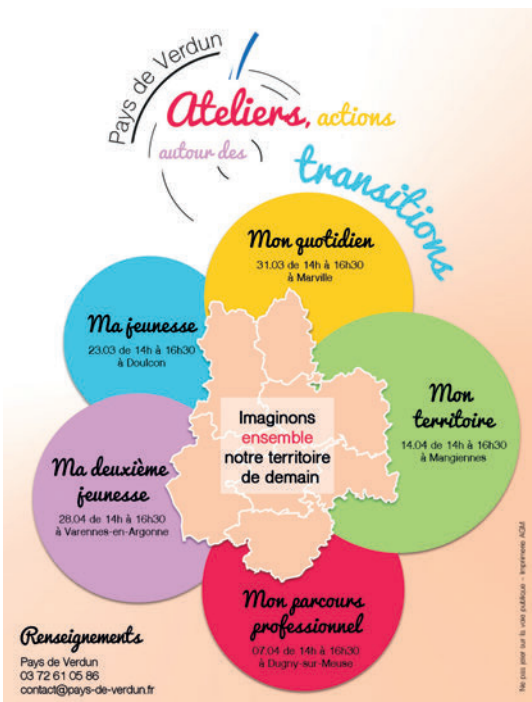 Pays de Verdun
Ateliers, actions
autour des
transitions
Mon quotidien
31.03 de 14h à 16h30
à Marville
Ma jeunesse
23.03 de 14h à 16h30
à Doulcon
Mon
territoire
14.04 de 14h à 16h30
à Mangiennes
Imaginons
ensemble
notre territoire
de demain
Ma deuxième
jeunesse
28.04 de 14h à 16h30
à Varennes-en-Argonne
Mon parcours
professionnel
07.04 de 14h à 16h30
à Dugny-sur-Meuse
Renseignements
Pays de Verdun
03 72 61 05 86
contact@pays-de-verdun.fr
Ne pas jeter sur la voie publique - Imprimerie AGM